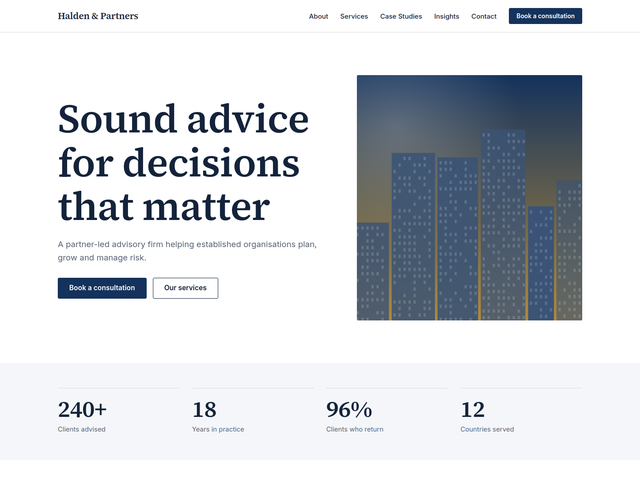 Halden & Partners
About Services Case Studies Insights Contact Book a consultation
Sound advice
for decisions
that matter
A partner-led advisory firm helping established organisations plan,
grow and manage risk.
Book a consultation Our services
240+ 18 96% 12
Clients advised Years in practice Clients who return Countries served